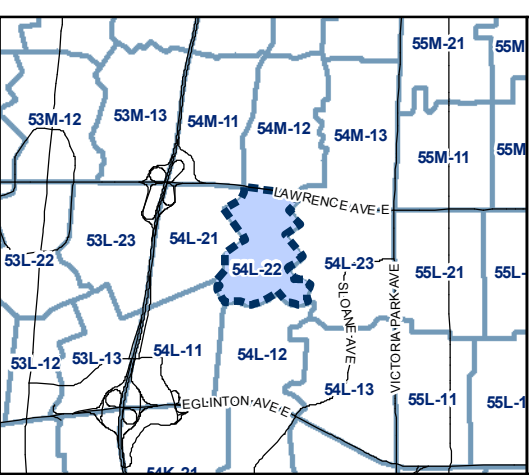 55M-21
55M
53M-12
53M-13
54M-11
54M-12
54M-13
55M-11
55M
LAWRENCE AVE E
53L-22
53L-23
54L-21
54L-22
54L-23
55L-21
55L-
SLOANE AVE
VICTORIA PARK AVE
53L-12
53L-13
54L-11
54L-12
54L-13
55L-11
55L-1
EGLINTON AVE E
54K-21